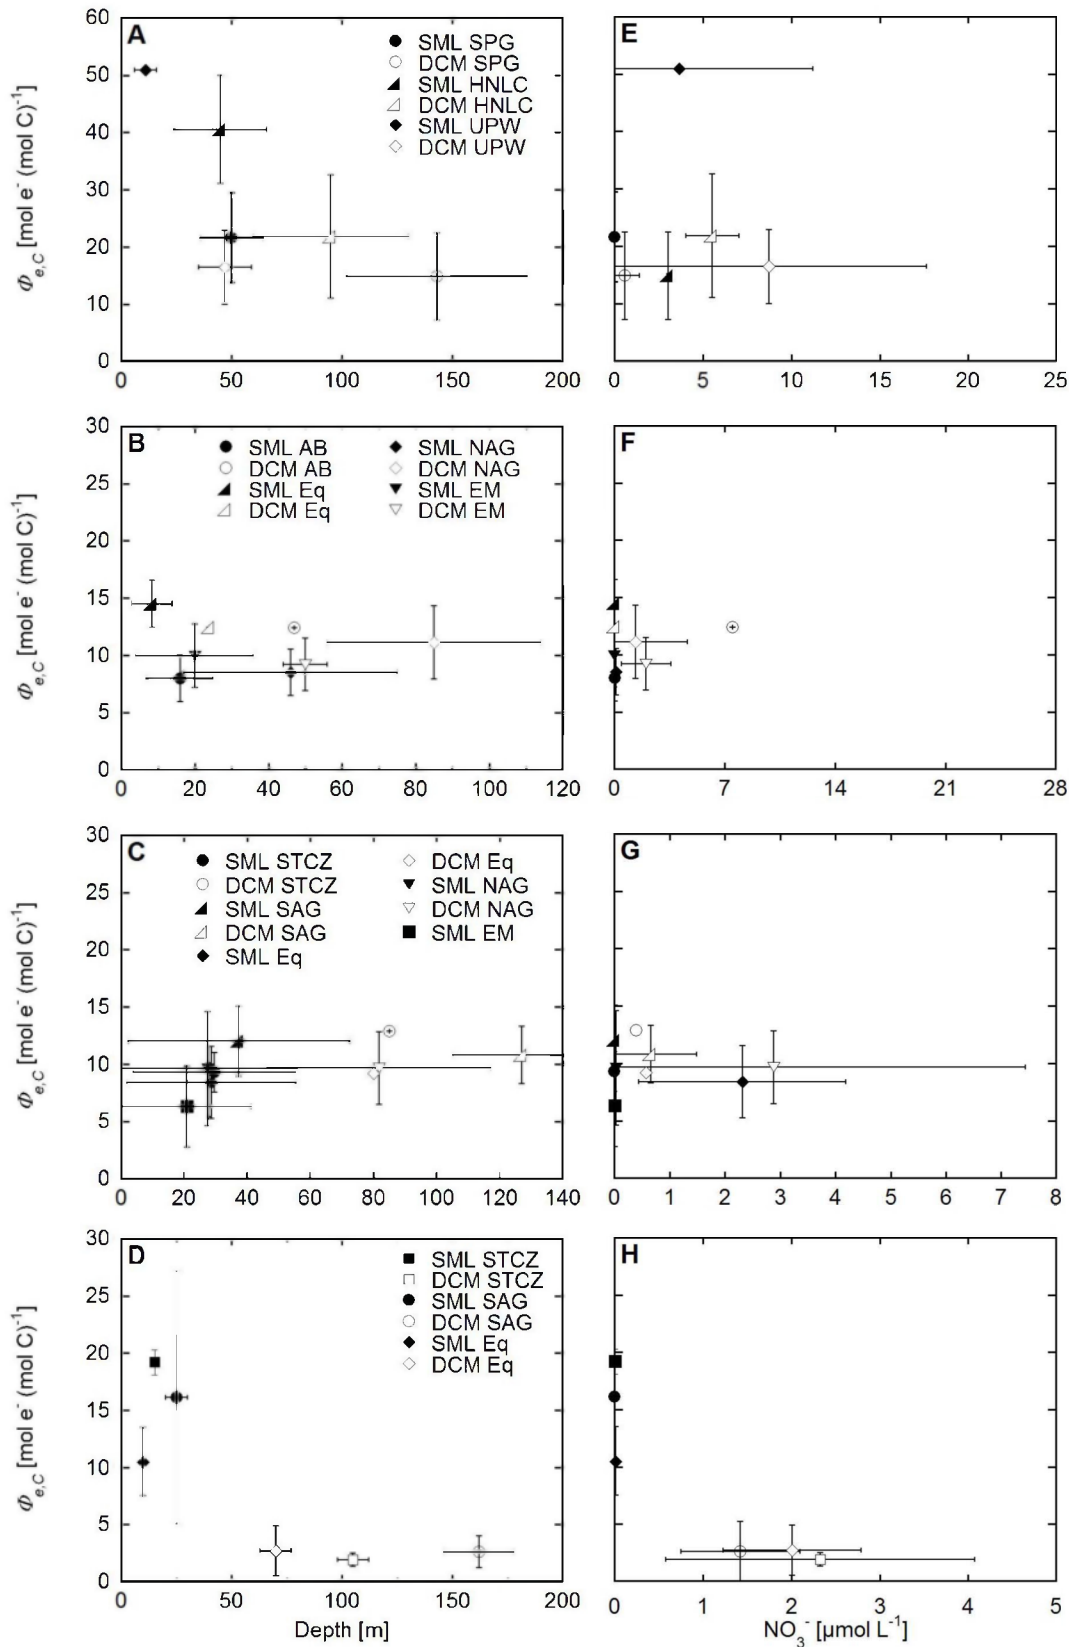 A
E
SML SPG
DCM SPG
SML HNLC
DCM HNLC
SML UPW
DCM UPW
Φe,C [mol e- (mol C)-1]
60
50
40
30
20
10
0
0 50 100 150 200
0 5 10 15 20 25
B
F
SML AB
DCM AB
SML Eq
DCM Eq
SML NAG
DCM NAG
SML EM
DCM EM
Φe,C [mol e- (mol C)-1]
30
25
20
15
10
5
0
0 20 40 60 80 100 120
0 7 14 21 28
C
G
SML STCZ
DCM STCZ
SML SAG
DCM SAG
SML Eq
DCM Eq
SML NAG
DCM NAG
SML EM
Φe,C [mol e- (mol C)-1]
30
25
20
15
10
5
0
0 20 40 60 80 100 120 140
0 1 2 3 4 5 6 7 8
D
H
SML STCZ
DCM STCZ
SML SAG
DCM SAG
SML Eq
DCM Eq
Φe,C [mol e- (mol C)-1]
30
25
20
15
10
5
0
0 50 100 150 200
0 1 2 3 4 5
Depth [m]
NO3- [µmol L-1]